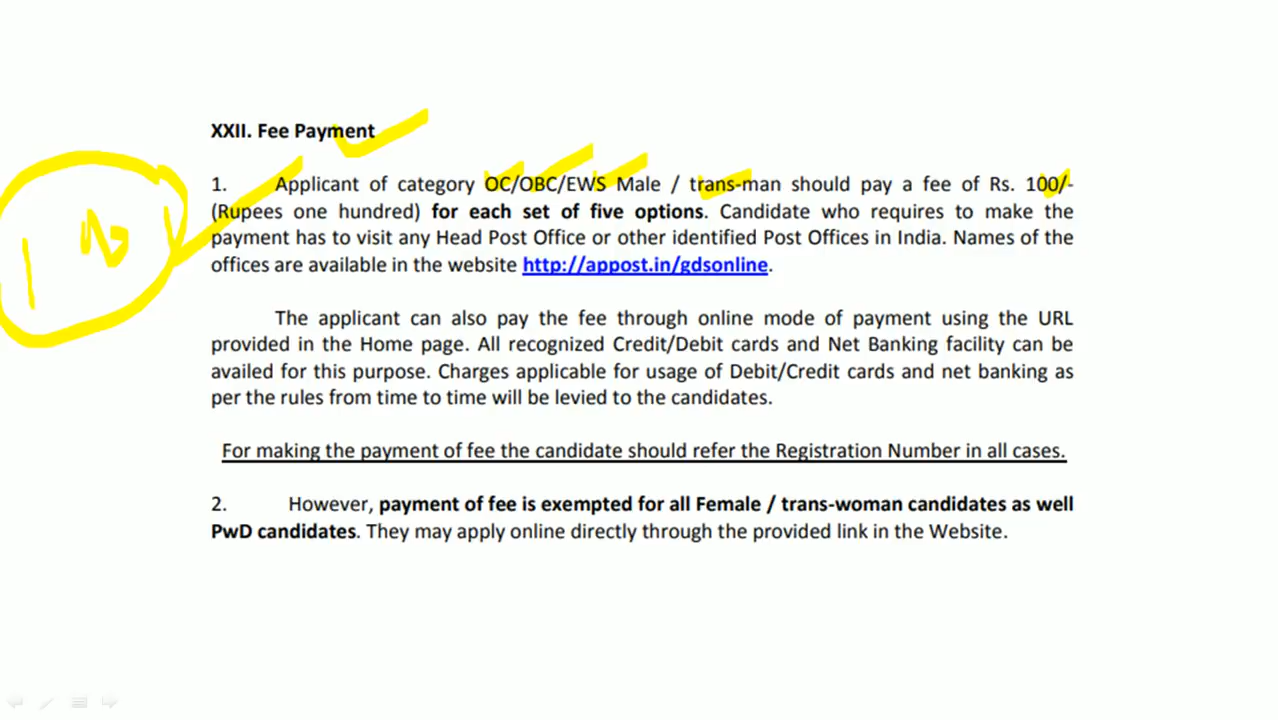 XXII. Fee Payment
1. Applicant of category OC/OBC/EWS Male / trans-man should pay a fee of Rs. 100/-
(Rupees one hundred) for each set of five options. Candidate who requires to make the
payment has to visit any Head Post Office or other identified Post Offices in India. Names of the
offices are available in the website http://appost.in/gdsonline.
The applicant can also pay the fee through online mode of payment using the URL
provided in the Home page. All recognized Credit/Debit cards and Net Banking facility can be
availed for this purpose. Charges applicable for usage of Debit/Credit cards and net banking as
per the rules from time to time will be levied to the candidates.
For making the payment of fee the candidate should refer the Registration Number in all cases.
2. However, payment of fee is exempted for all Female / trans-woman candidates as well
PwD candidates. They may apply online directly through the provided link in the Website.